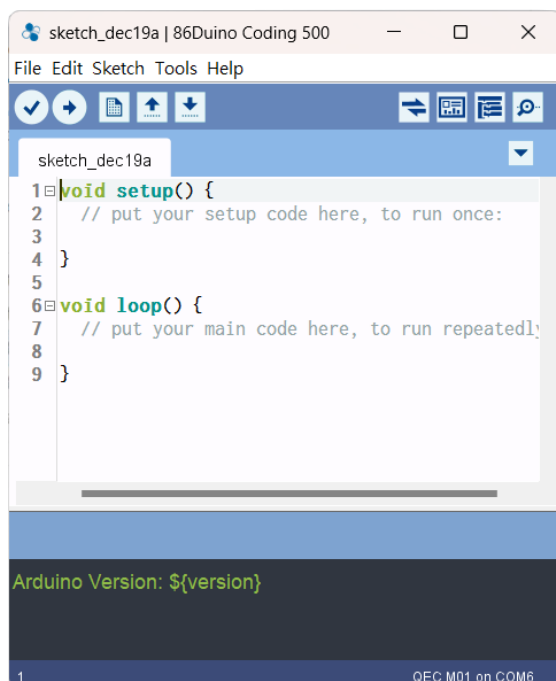 sketch_dec19a | 86Duino Coding 500
File Edit Sketch Tools Help
sketch_dec19a
1 void setup() {
2 // put your setup code here, to run once:
3
4 }
5
6 void loop() {
7 // put your main code here, to run repeatedly
8
9 }
Arduino Version: ${version}
1 QEC M01 on COM6